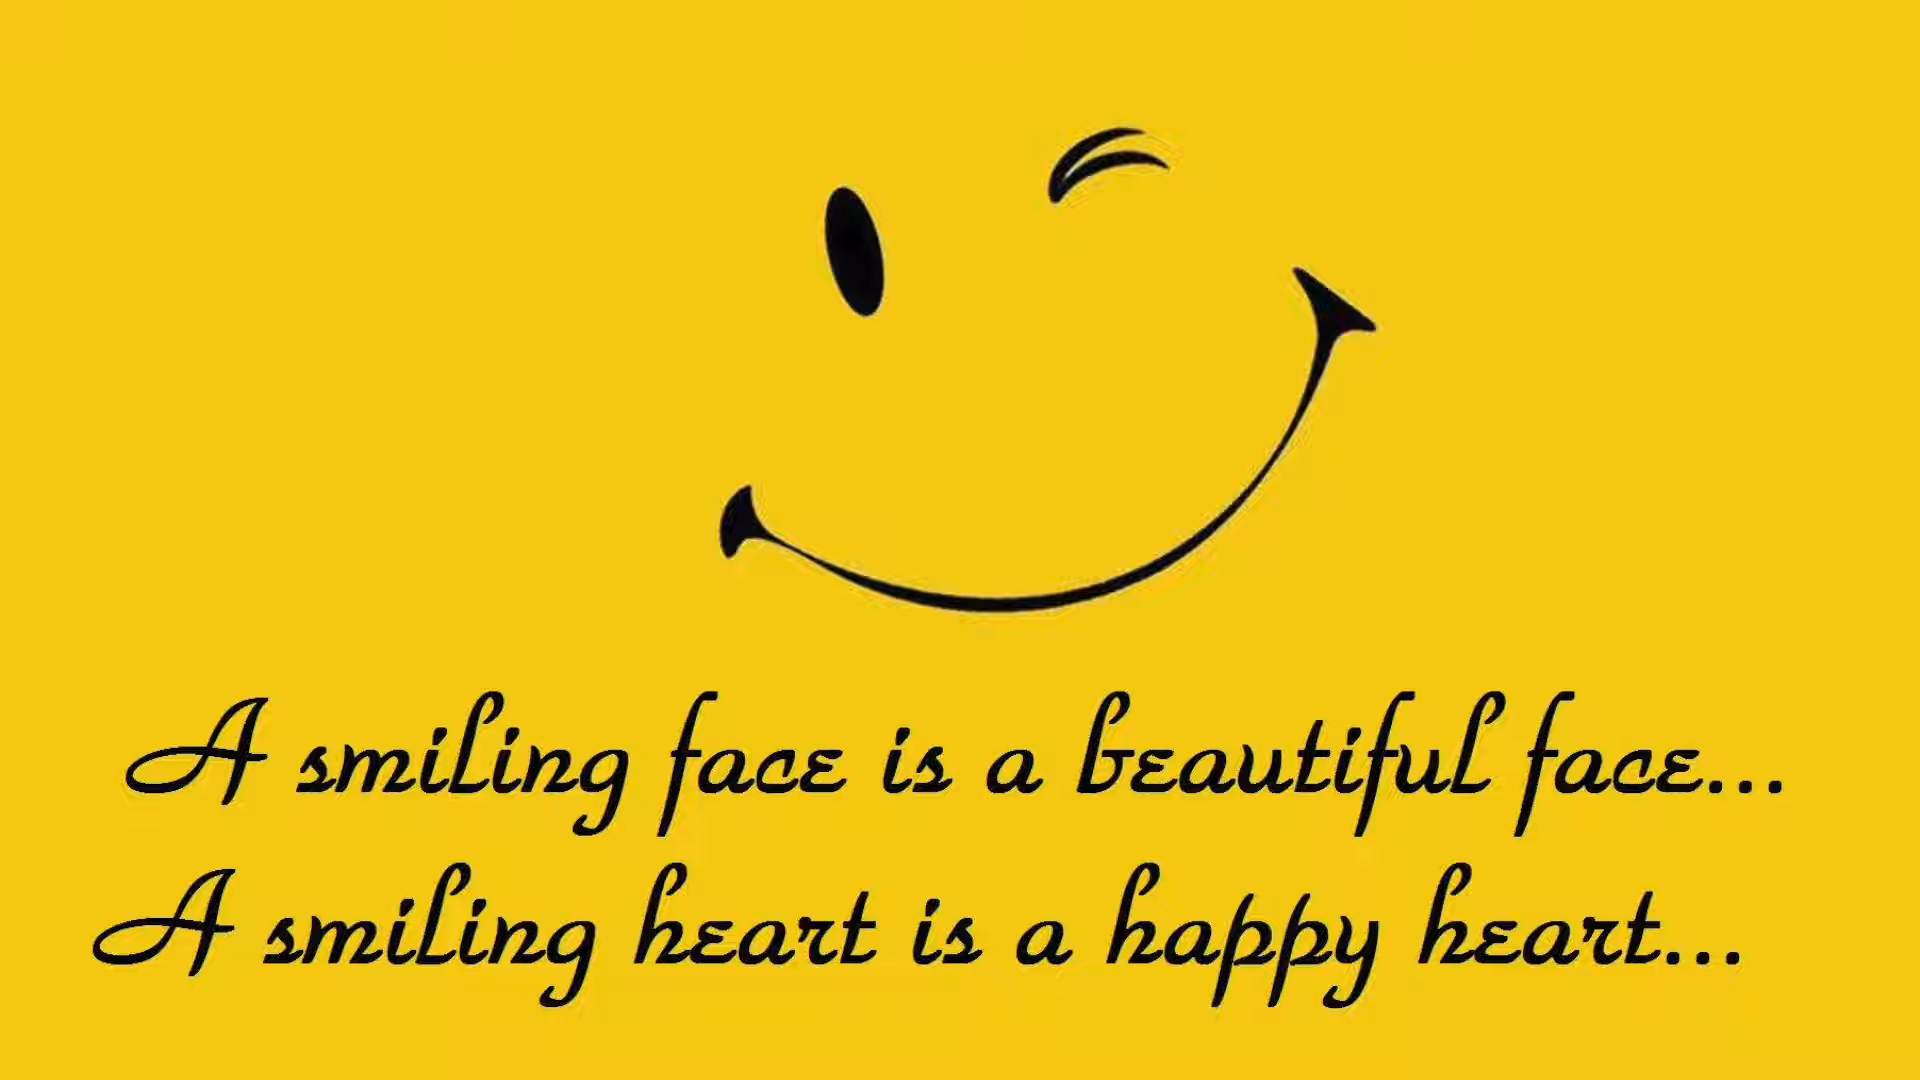 A smiling face is a beautiful face...
A smiling heart is a happy heart...